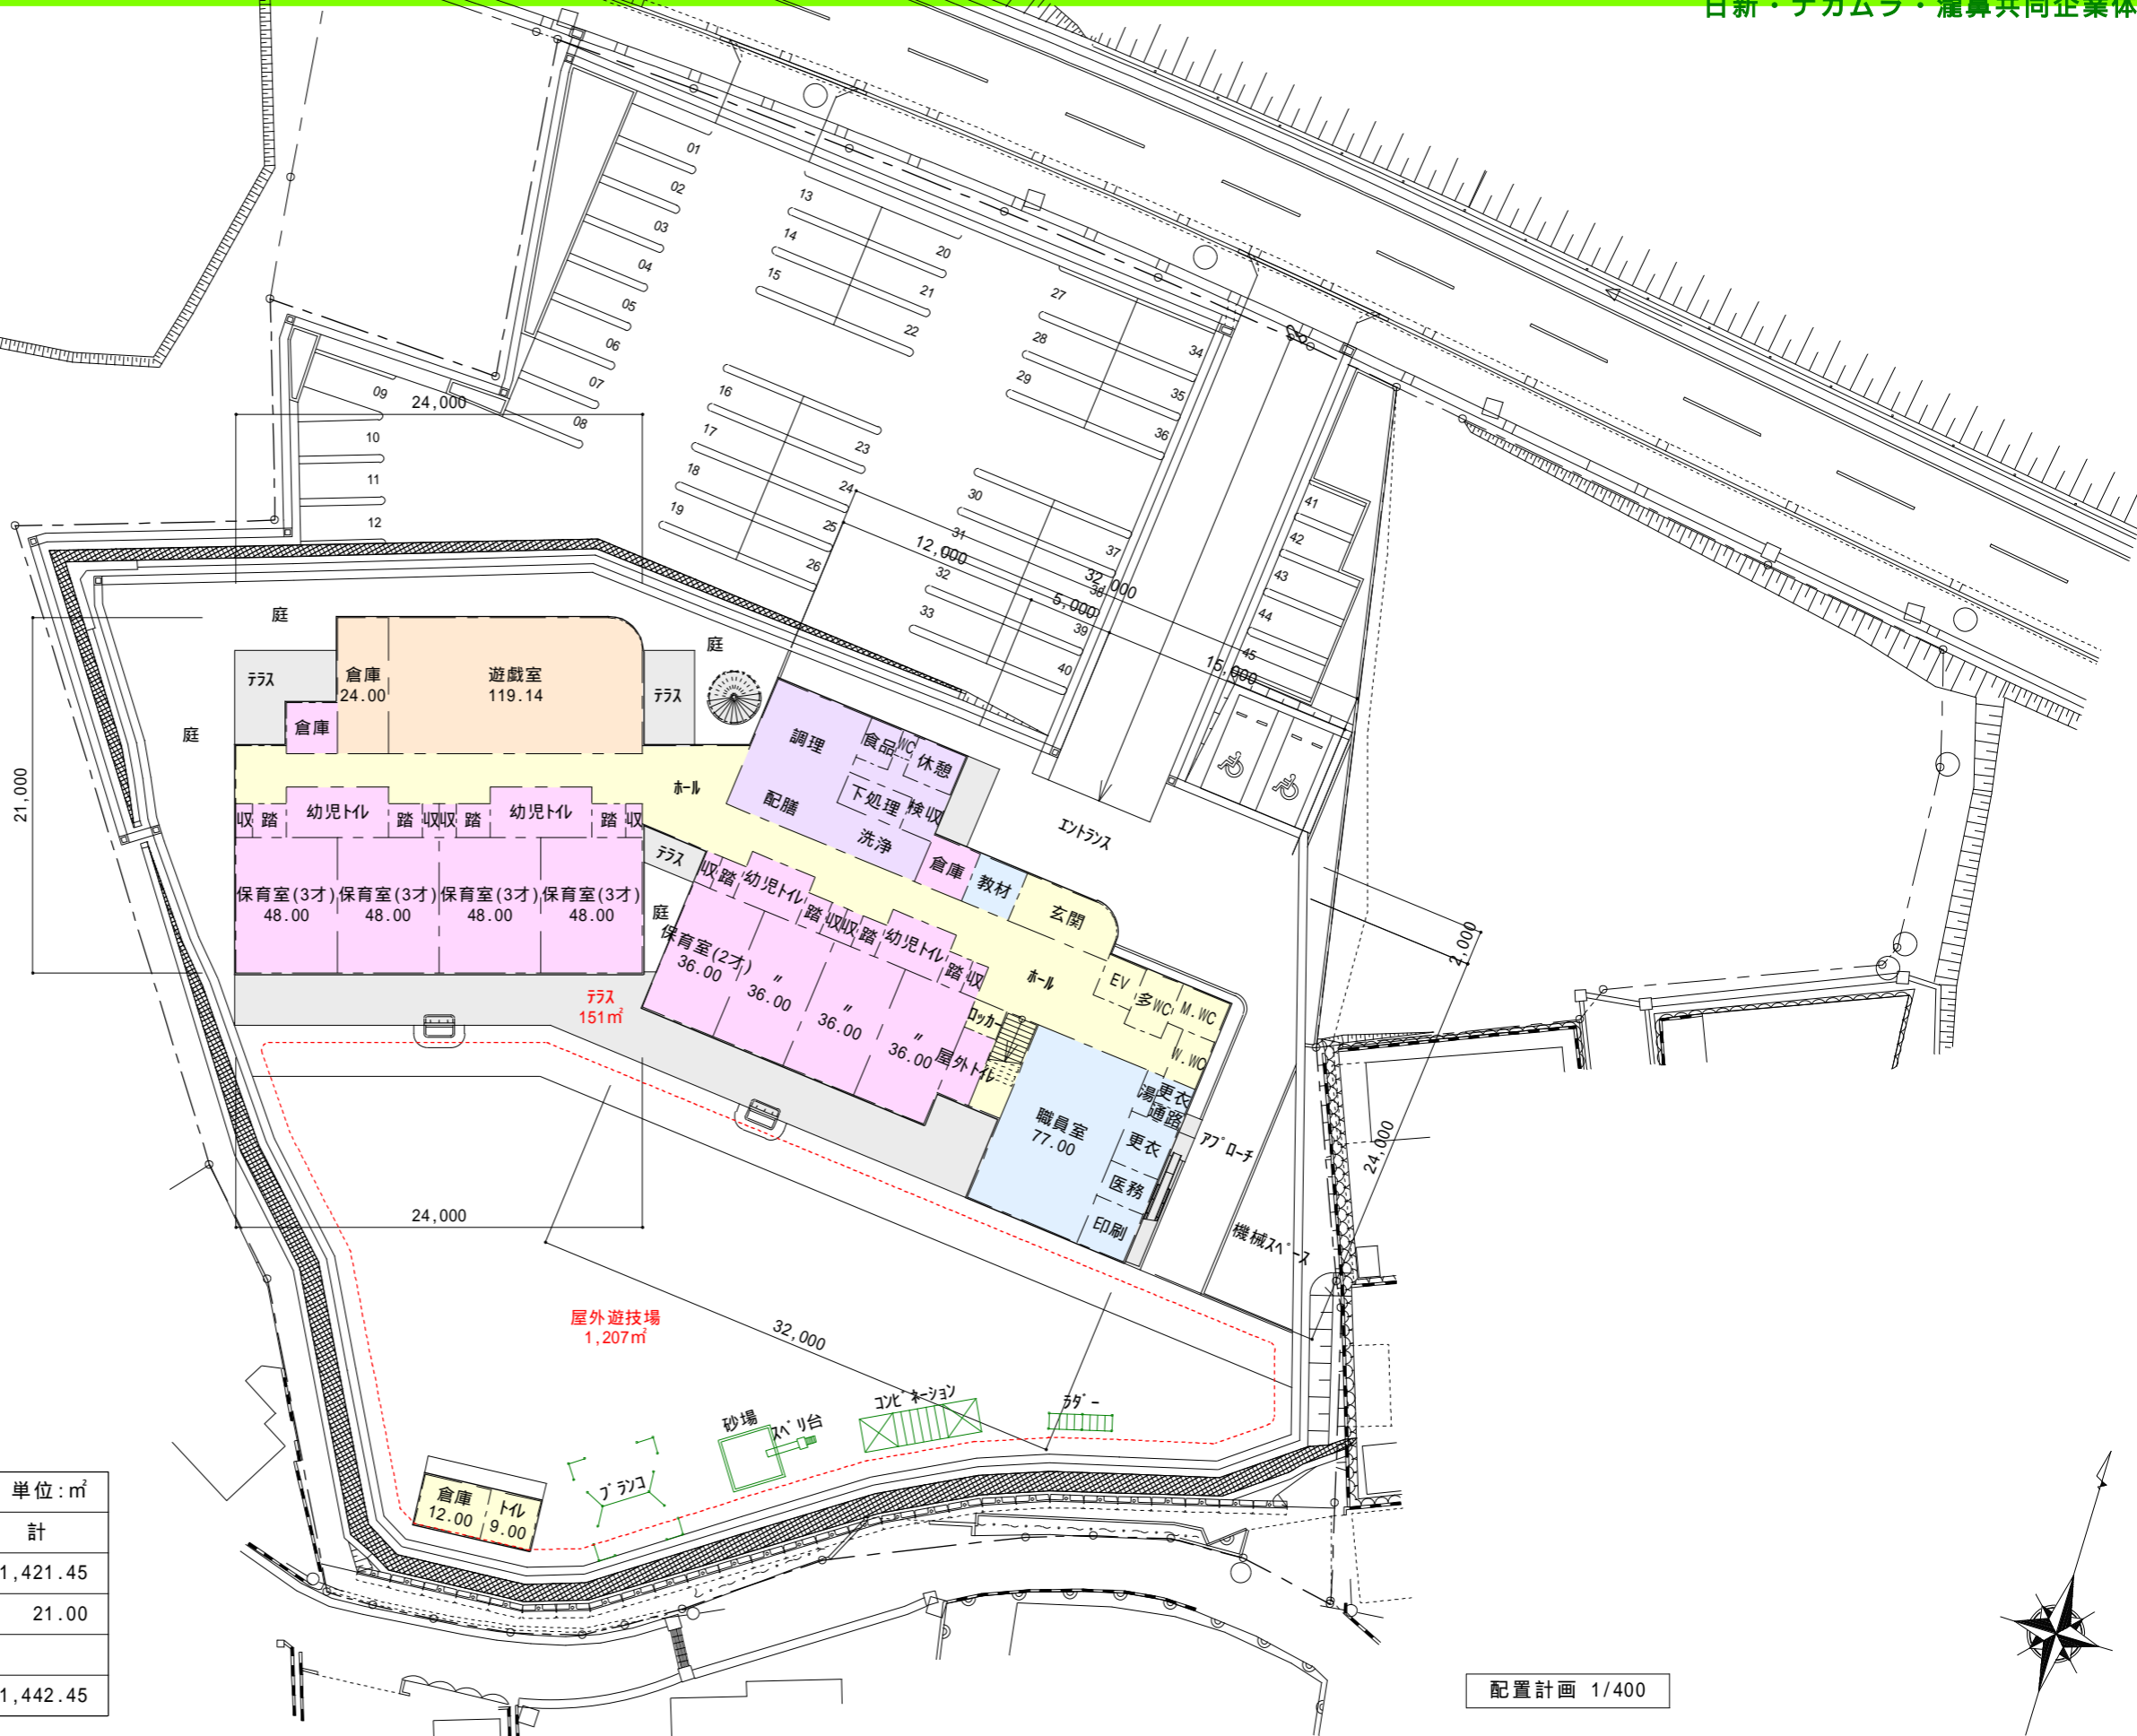 日新・ナカムラ・瀧鼻共同企業体
01
02
03
04
05
06
07
08
09
10
11
12
13
14
15
16
17
18
19
20
21
22
23
24
25
26
27
28
29
30
31
32
33
34
35
36
37
38
39
40
41
42
43
44
45
24,000
12,000
32,000
5,000
15,000
21,000
庭
庭
庭
庭
テラス
倉庫
24.00
遊戯室
119.14
テラス
倉庫
ホール
調理
食品
WC
休憩
配膳
下処理
検収
洗浄
エントランス
収
踏
幼児トイレ
踏
収
収
踏
幼児トイレ
踏
収
保育室(3才)
48.00
保育室(3才)
48.00
保育室(3才)
48.00
保育室(3才)
48.00
テラス
収
踏
幼児トイレ
踏
収
収
踏
幼児トイレ
踏
収
倉庫
教材
玄関
ホール
保育室(2才)
36.00
〃
36.00
〃
36.00
〃
36.00
EV
多WC
M.WC
W.WC
ロッカー
屋外トイレ
テラス
151㎡
職員室
77.00
湯
更衣
通路
更衣
医務
印刷
アプローチ
機械スペース
2,000
24,000
24,000
32,000
屋外遊技場
1,207㎡
砂場
スベリ台
コンビネーション
ラダー
ブランコ
倉庫
12.00
トイレ
9.00
単位:㎡
計
1,421.45
21.00
1,442.45
配置計画 1/400